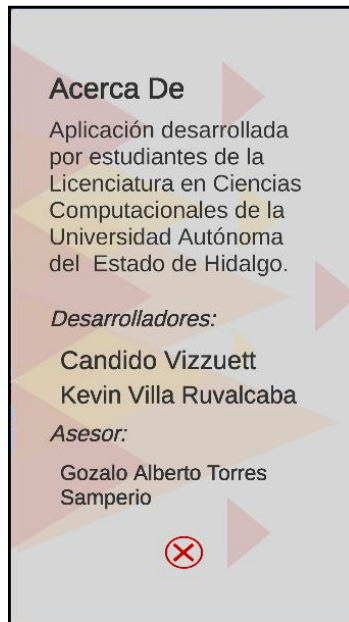 Acerca De
Aplicación desarrollada
por estudiantes de la
Licenciatura en Ciencias
Computacionales de la
Universidad Autónoma
del Estado de Hidalgo.
Desarrolladores:
Candido Vizzuett
Kevin Villa Ruvalcaba
Asesor:
Gozalo Alberto Torres
Samperio